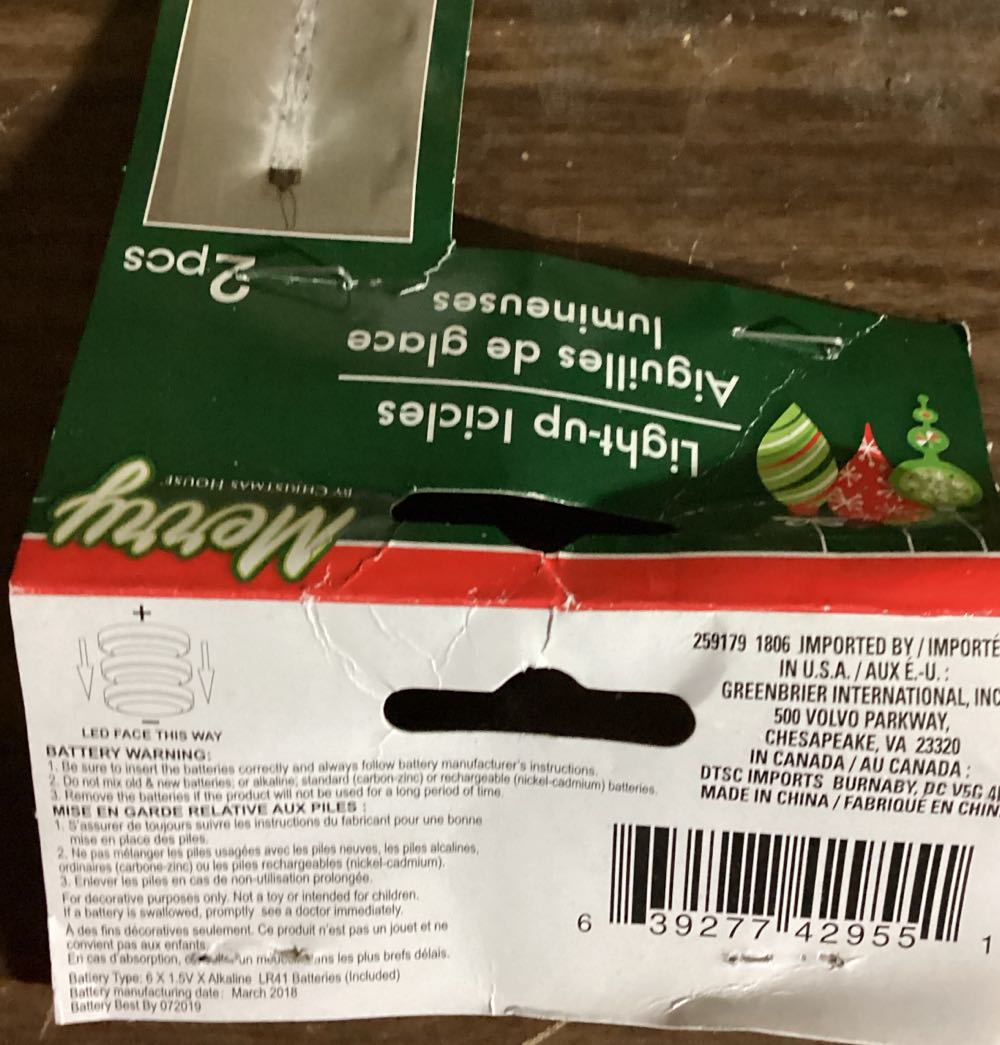 2pcs
Light-up Icicles
Aiguilles de glace
lumineuses
Merry
BY CHRISTMAS HOUSE
+
−
LED FACE THIS WAY
BATTERY WARNING:
1. Be sure to insert the batteries correctly and always follow battery manufacturer's instructions.
2. Do not mix old & new batteries, or alkaline, standard (carbon-zinc) or rechargeable (nickel-cadmium) batteries.
3. Remove the batteries if the product will not be used for a long period of time.
MISE EN GARDE RELATIVE AUX PILES :
1. S'assurer de toujours suivre les instructions du fabricant pour une bonne
mise en place des piles.
2. Ne pas mélanger les piles usagées avec les piles neuves, les piles alcalines,
ordinaires (carbone-zinc) ou les piles rechargeables (nickel-cadmium).
3. Enlever les piles en cas de non-utilisation prolongée.
For decorative purposes only. Not a toy or intended for children.
If a battery is swallowed, promptly see a doctor immediately.
À des fins décoratives seulement. Ce produit n'est pas un jouet et ne
convient pas aux enfants.
En cas d'absorption, un dans les plus brefs délais.
Battery Type: 6 X 1.5V X Alkaline LR41 Batteries (Included)
Battery manufacturing date: March 2018
Battery Best By 072019
259179 1806 IMPORTED BY / IMPORTÉ
IN U.S.A. / AUX É.-U. :
GREENBRIER INTERNATIONAL, INC
500 VOLVO PARKWAY,
CHESAPEAKE, VA 23320
IN CANADA / AU CANADA :
DTSC IMPORTS BURNABY, BC V5G
MADE IN CHINA / FABRIQUÉ EN CHIN
6 39277 42955 1